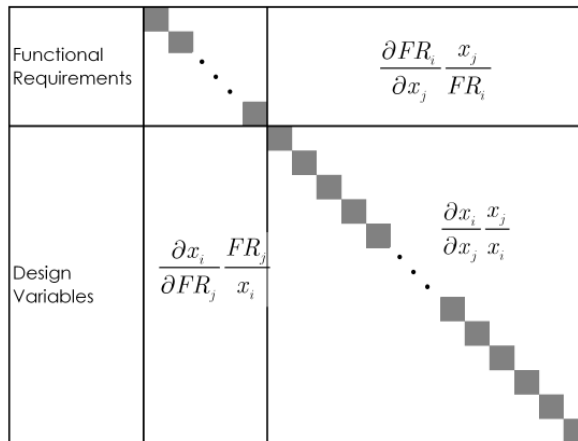 Functional
Requirements
∂FR_i/∂x_j x_j/FR_i
Design
Variables
∂x_i/∂FR_j FR_j/x_i
∂x_i/∂x_j x_j/x_i